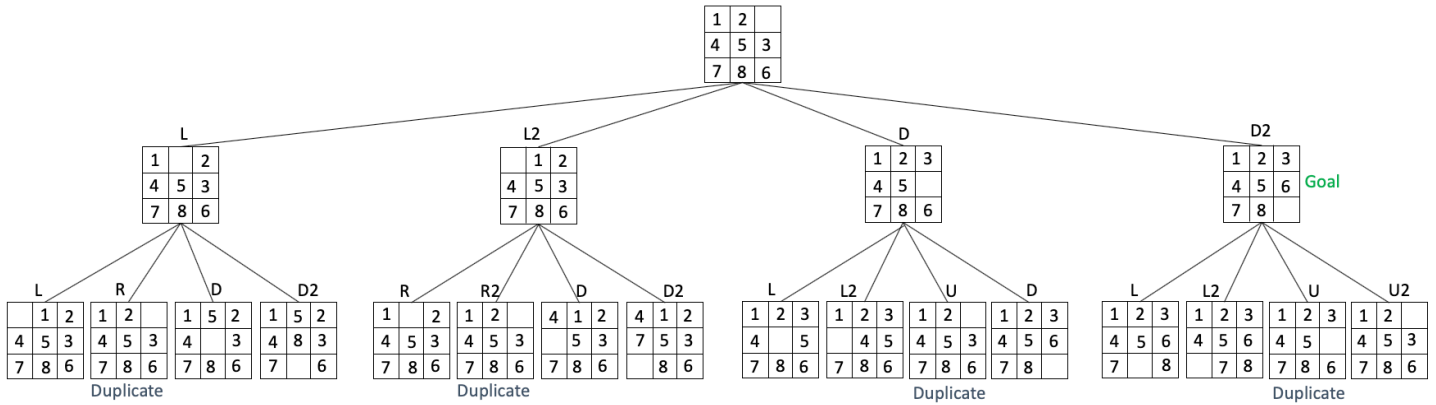 1 2
4 5 3
7 8 6
L
L2
D
D2
1 2
4 5 3
7 8 6
1 2
4 5 3
7 8 6
1 2 3
4 5
7 8 6
1 2 3
4 5 6
7 8
Goal
L
R
D
D2
R
R2
D
D2
L
L2
U
D
L
L2
U
U2
1 2
4 5 3
7 8 6
1 2
4 5 3
7 8 6
1 5 2
4 3
7 8 6
1 5 2
4 8 3
7 6
1 2
4 5 3
7 8 6
1 2
4 5 3
7 8 6
4 1 2
5 3
7 8 6
4 1 2
7 5 3
8 6
1 2 3
4 5
7 8 6
1 2 3
4 5
7 8 6
1 2
4 5 3
7 8 6
1 2 3
4 5 6
7 8
1 2 3
4 5 6
7 8
1 2 3
4 5 6
7 8
1 2 3
4 5
7 8 6
1 2
4 5 3
7 8 6
Duplicate
Duplicate
Duplicate
Duplicate